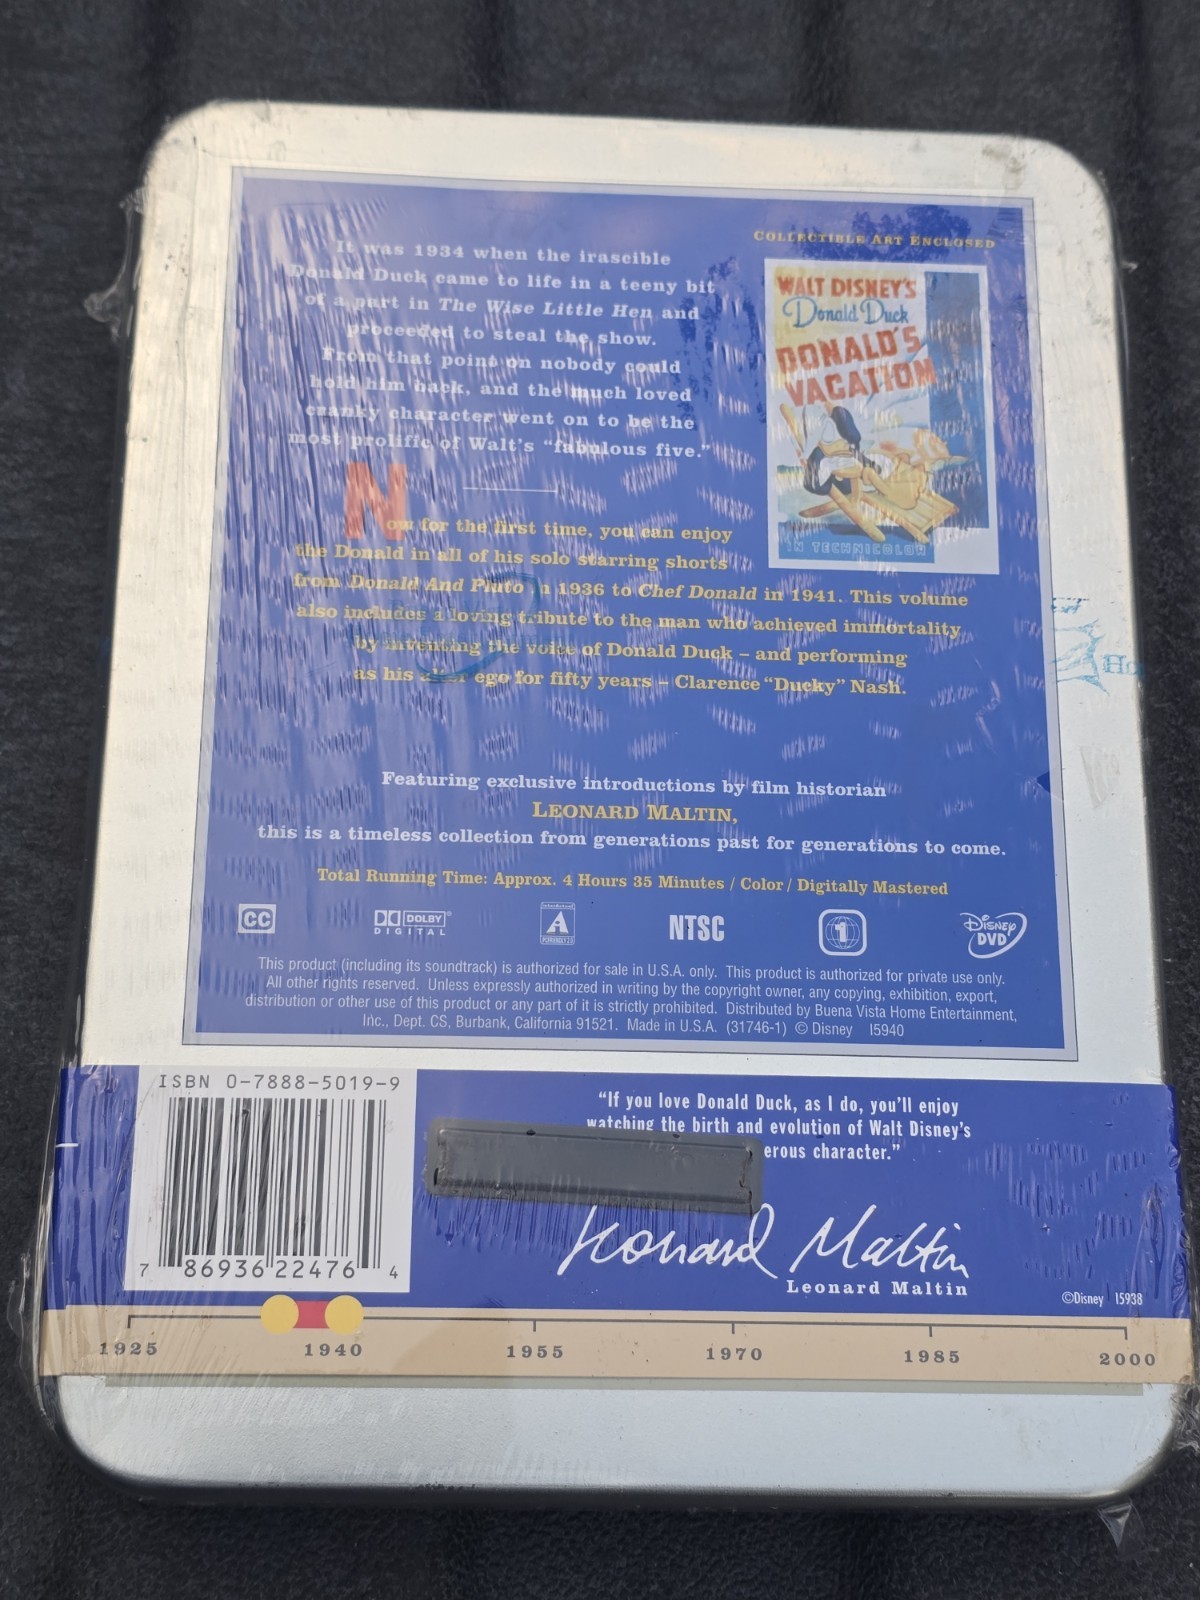 It was 1934 when the irascible
Donald Duck came to life in a teeny bit
of a part in The Wise Little Hen and
proceeded to steal the show.
From that point on nobody could
hold him back, and the much loved
cranky character went on to be the
most prolific of Walt's "fabulous five."
COLLECTIBLE ART ENCLOSED
WALT DISNEY'S
Donald Duck
DONALD'S
VACATION
IN TECHNICOLOR
Now for the first time, you can enjoy
the Donald in all of his solo starring shorts
from Donald And Pluto in 1936 to Chef Donald in 1941. This volume
also includes a loving tribute to the man who achieved immortality
by inventing the voice of Donald Duck – and performing
as his alter ego for fifty years – Clarence "Ducky" Nash.
Featuring exclusive introductions by film historian
LEONARD MALTIN,
this is a timeless collection from generations past for generations to come.
Total Running Time: Approx. 4 Hours 35 Minutes / Color / Digitally Mastered
CC
DOLBY
DIGITAL
A
NTSC
1
DISNEY
DVD
This product (including its soundtrack) is authorized for sale in U.S.A. only. This product is authorized for private use only.
All other rights reserved. Unless expressly authorized in writing by the copyright owner, any copying, exhibition, export,
distribution or other use of this product or any part of it is strictly prohibited. Distributed by Buena Vista Home Entertainment,
Inc., Dept. CS, Burbank, California 91521. Made in U.S.A. (31746-1) © Disney 15940
ISBN 0-7888-5019-9
7 86936 22476 4
"If you love Donald Duck, as I do, you'll enjoy
watching the birth and evolution of Walt Disney's
erous character."
Leonard Maltin
Leonard Maltin
©Disney 15938
1925 1940 1955 1970 1985 2000